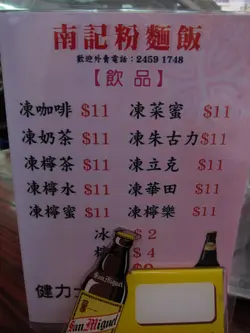 南記粉麵飯
歡迎外賣電話：2459 1748
【飲品】
凍咖啡 $11 凍菜蜜 $11
凍奶茶 $11 凍朱古力 $11
凍檸茶 $11 凍立克 $11
凍檸水 $11 凍華田 $11
凍檸蜜 $11 凍檸樂 $11
冰 $2
$4
健力士
San Miguel
San Miguel